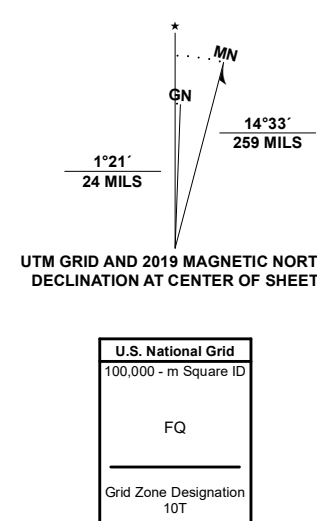 ★
MN
GN
14°33´
259 MILS
1°21´
24 MILS
UTM GRID AND 2019 MAGNETIC NORT
DECLINATION AT CENTER OF SHEET
U.S. National Grid
100,000 - m Square ID
FQ
Grid Zone Designation
10T